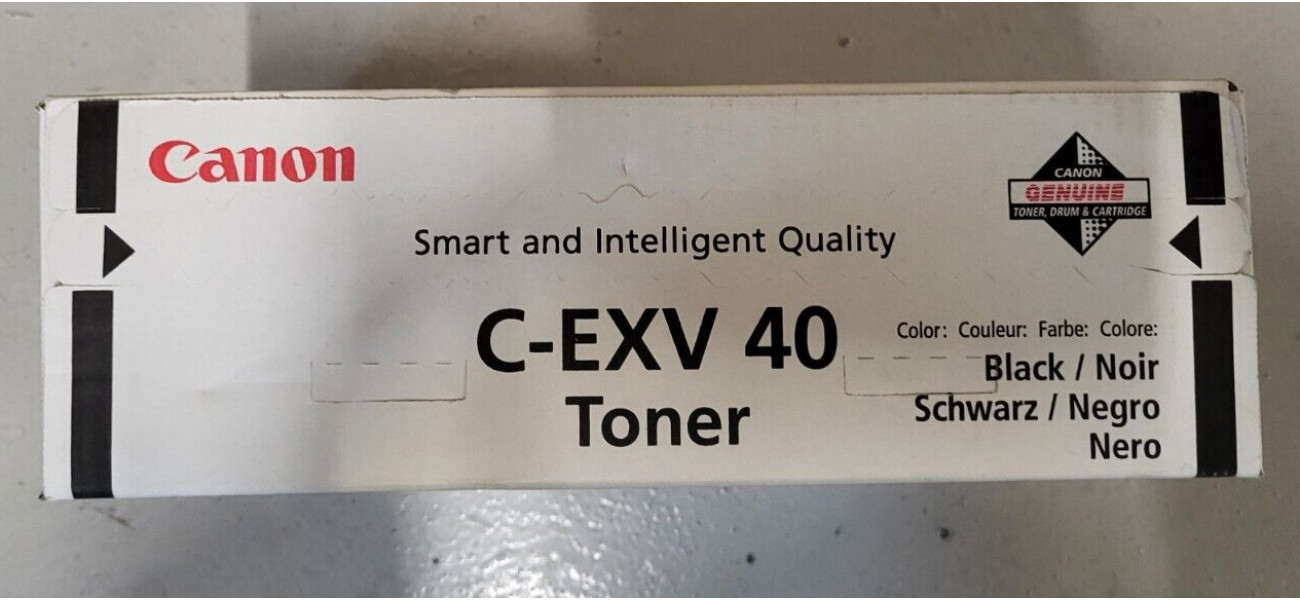 Canon
CANON
GENUINE
TONER, DRUM & CARTRIDGE
Smart and Intelligent Quality
C-EXV 40
Toner
Color: Couleur: Farbe: Colore:
Black / Noir
Schwarz / Negro
Nero